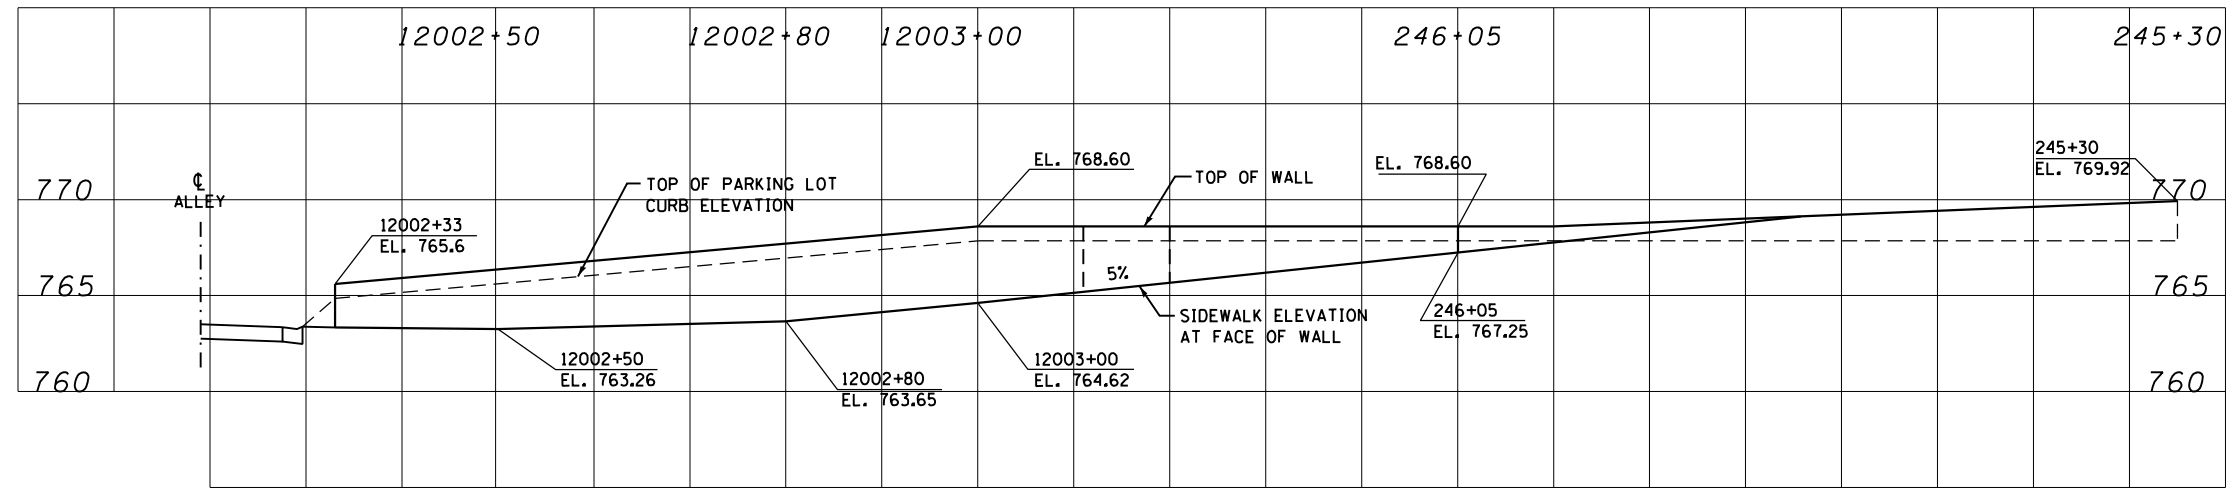 12002+50
12002+80
12003+00
246+05
245+30
EL. 768.60
EL. 768.60
245+30
EL. 769.92
770
℄
ALLEY
TOP OF PARKING LOT
CURB ELEVATION
TOP OF WALL
770
12002+33
EL. 765.6
765
5%
765
SIDEWALK ELEVATION
AT FACE OF WALL
246+05
EL. 767.25
12002+50
EL. 763.26
12003+00
EL. 764.62
760
12002+80
EL. 763.65
760